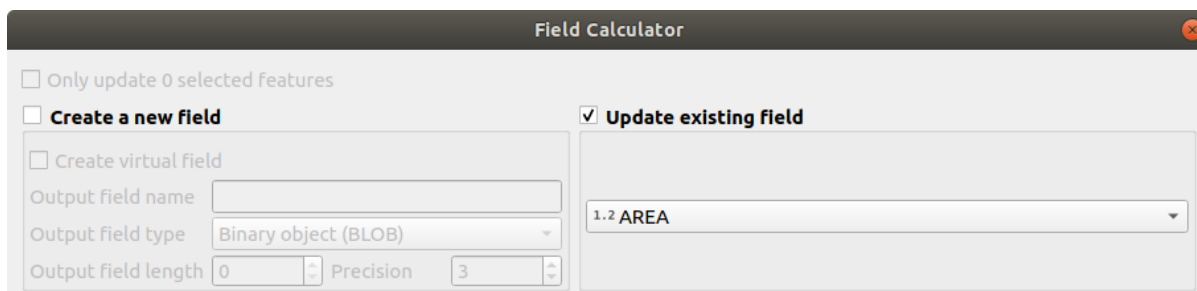 Field Calculator
Only update 0 selected features
Create a new field
Update existing field
Create virtual field
Output field name
1.2 AREA
Output field type Binary object (BLOB)
Output field length 0 Precision 3